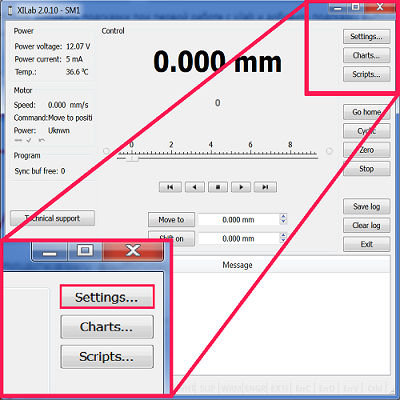 XILab 2.0.10 - SM1
Power
Power voltage: 12.07 V
Power current: 5 mA
Temp.: 36.6 ºC
Motor
Speed: 0.000 mm/s
Command: Move to positi
Power: Uknwn
Program
Sync buf free: 0
Technical support
Control
0.000 mm
0
0 2 4 6 8
Move to 0.000 mm
Shift on 0.000 mm
Settings...
Charts...
Scripts...
Go home
Cyclic
Zero
Stop
Save log
Clear log
Exit
Message
Settings...
Charts...
Scripts...